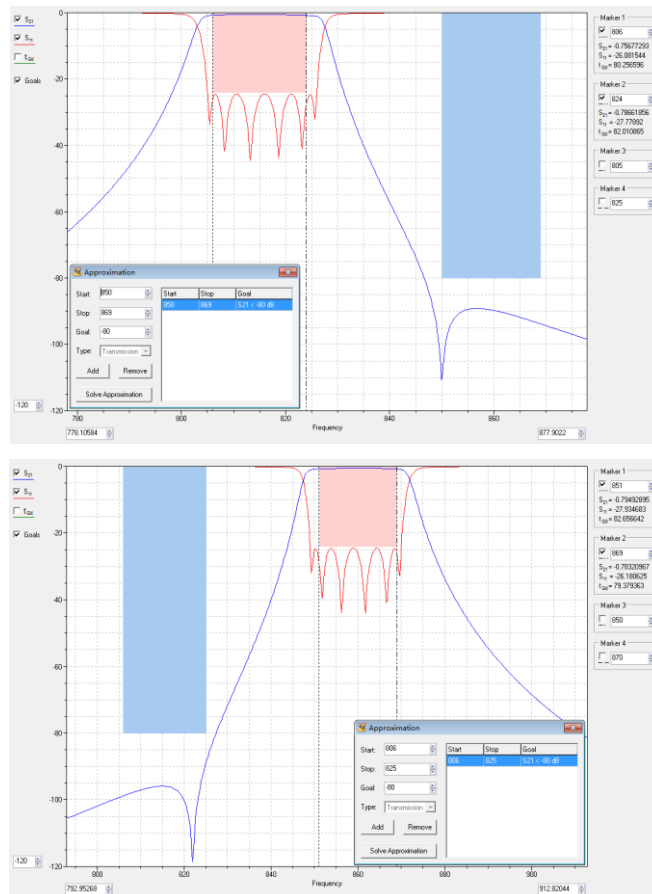 S21
S11
tGd
Goals
0
-20
-40
-60
-80
-100
-120
-120
780
800
820
840
860
Frequency
778.10584
877.9022
Approximation
Start:
850
Stop:
869
Goal:
-80
Type:
Transmission
Add
Remove
Solve Approximation
Start Stop Goal
850 869 S21 < -80 dB
Marker 1
806
S21 = -0.75677293
S11 = -26.881544
tGd = 80.256596
Marker 2
824
S21 = -0.78661856
S11 = -27.77892
tGd = 82.010865
Marker 3
805
Marker 4
825
S21
S11
tGd
Goals
0
-20
-40
-60
-80
-100
-120
-120
800
820
840
860
880
900
Frequency
792.95268
912.82044
Approximation
Start:
806
Stop:
825
Goal:
-80
Type:
Transmission
Add
Remove
Solve Approximation
Start Stop Goal
806 825 S21 < -80 dB
Marker 1
851
S21 = -0.79492895
S11 = -27.934683
tGd = 82.656642
Marker 2
869
S21 = -0.78320967
S11 = -26.180625
tGd = 79.379363
Marker 3
850
Marker 4
870